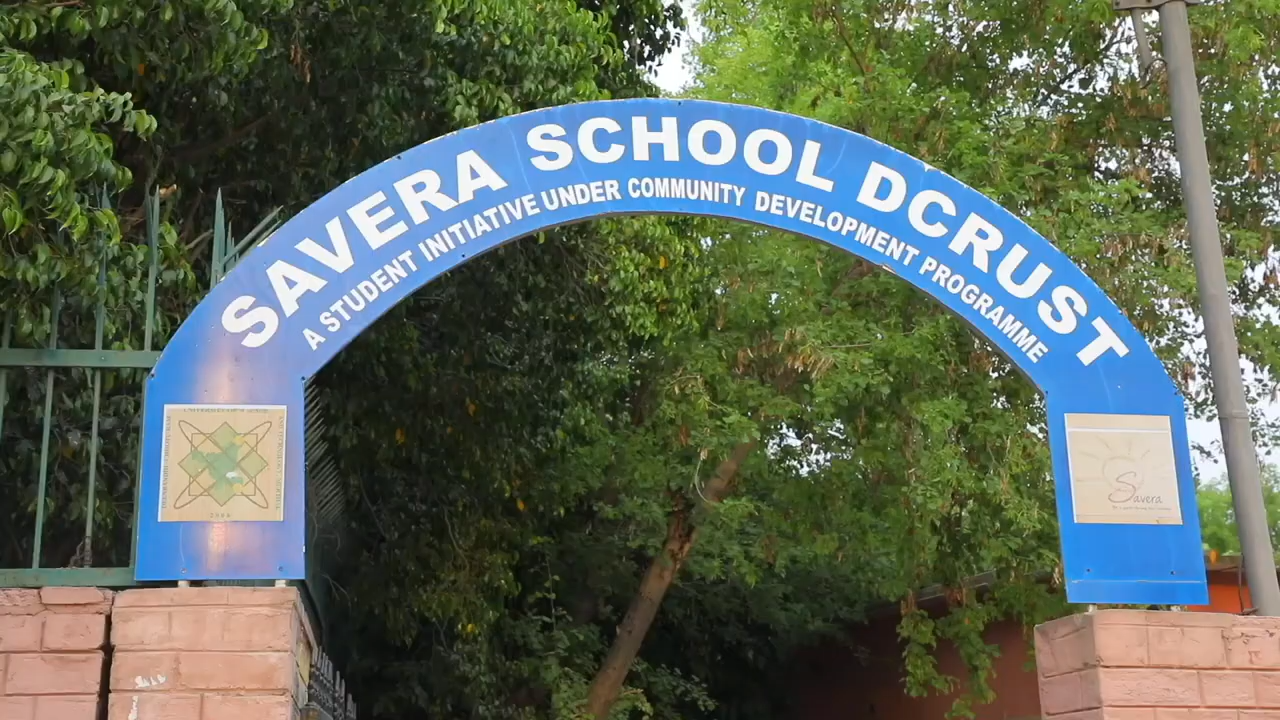 SAVERA SCHOOL DCRUST
A STUDENT INITIATIVE UNDER COMMUNITY DEVELOPMENT PROGRAMME
Savera